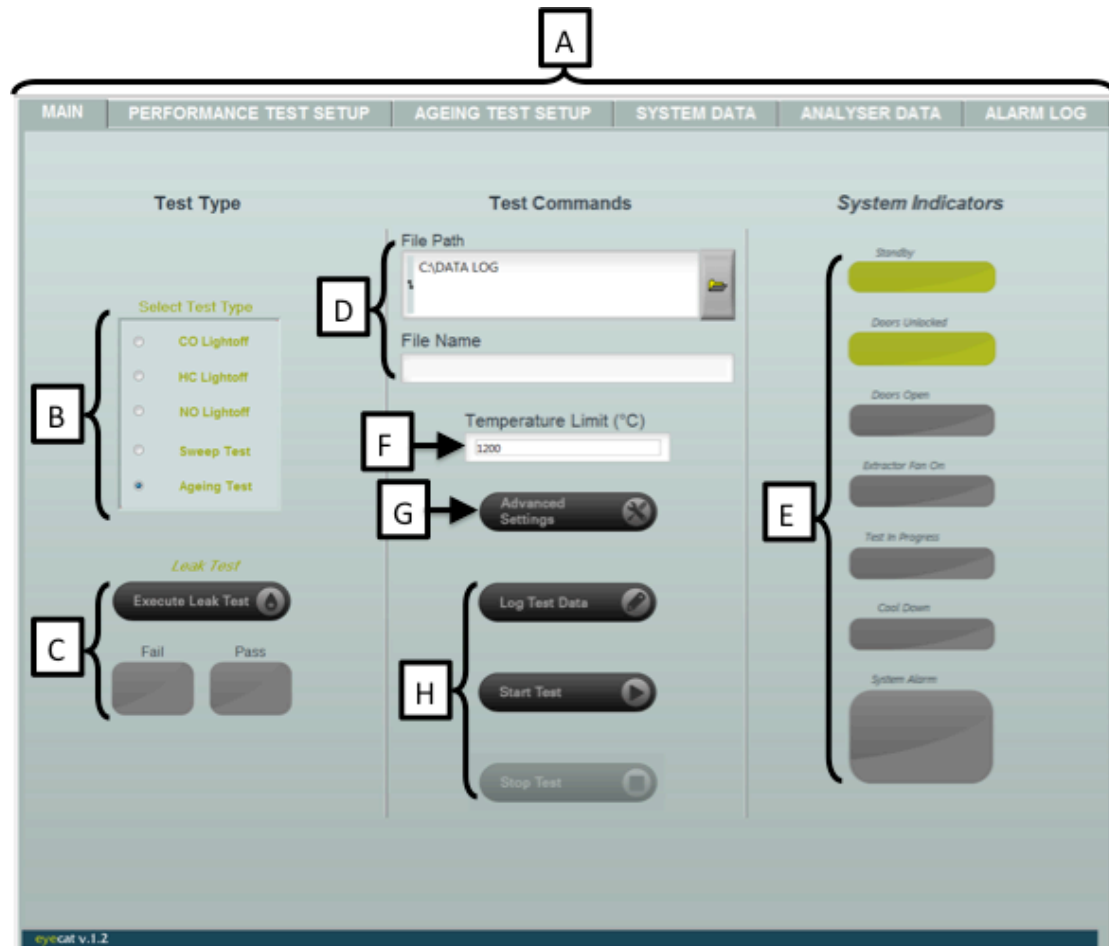 A
MAIN PERFORMANCE TEST SETUP AGEING TEST SETUP SYSTEM DATA ANALYSER DATA ALARM LOG
Test Type
Select Test Type
B
CO Lightoff
HC Lightoff
NO Lightoff
Sweep Test
Ageing Test
Leak Test
C
Execute Leak Test
Fail Pass
Test Commands
D
File Path
C:\DATA LOG
File Name
F
Temperature Limit (°C)
1200
G
Advanced
Settings
H
Log Test Data
Start Test
Stop Test
System Indicators
E
Standby
Doors Unlocked
Doors Open
Extractor Fan On
Test In Progress
Cool Down
System Alarm
eyecat v.1.2